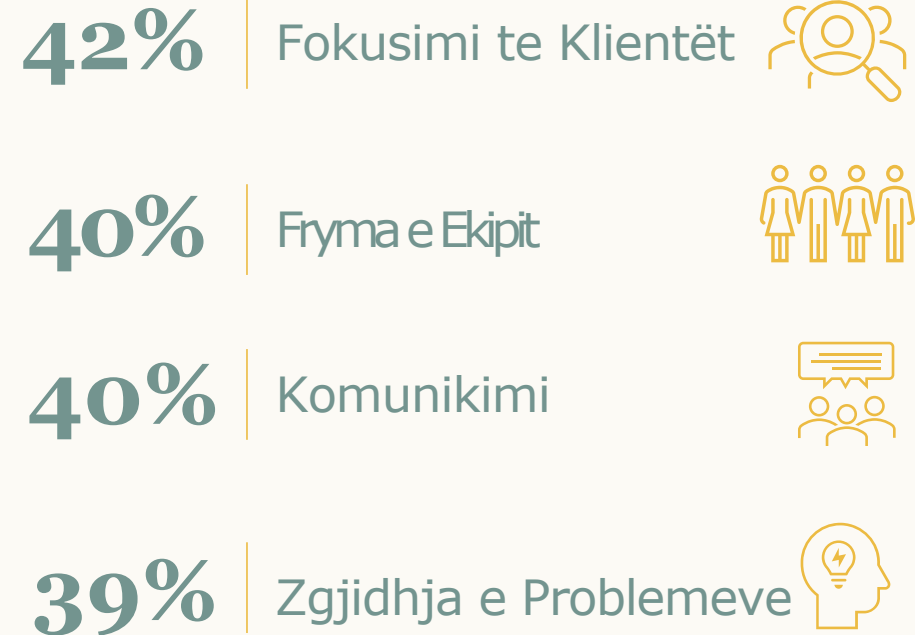 42% Fokusimi te Klientët
40% Fryma e Ekipit
40% Komunikimi
39% Zgjidhja e Problemeve